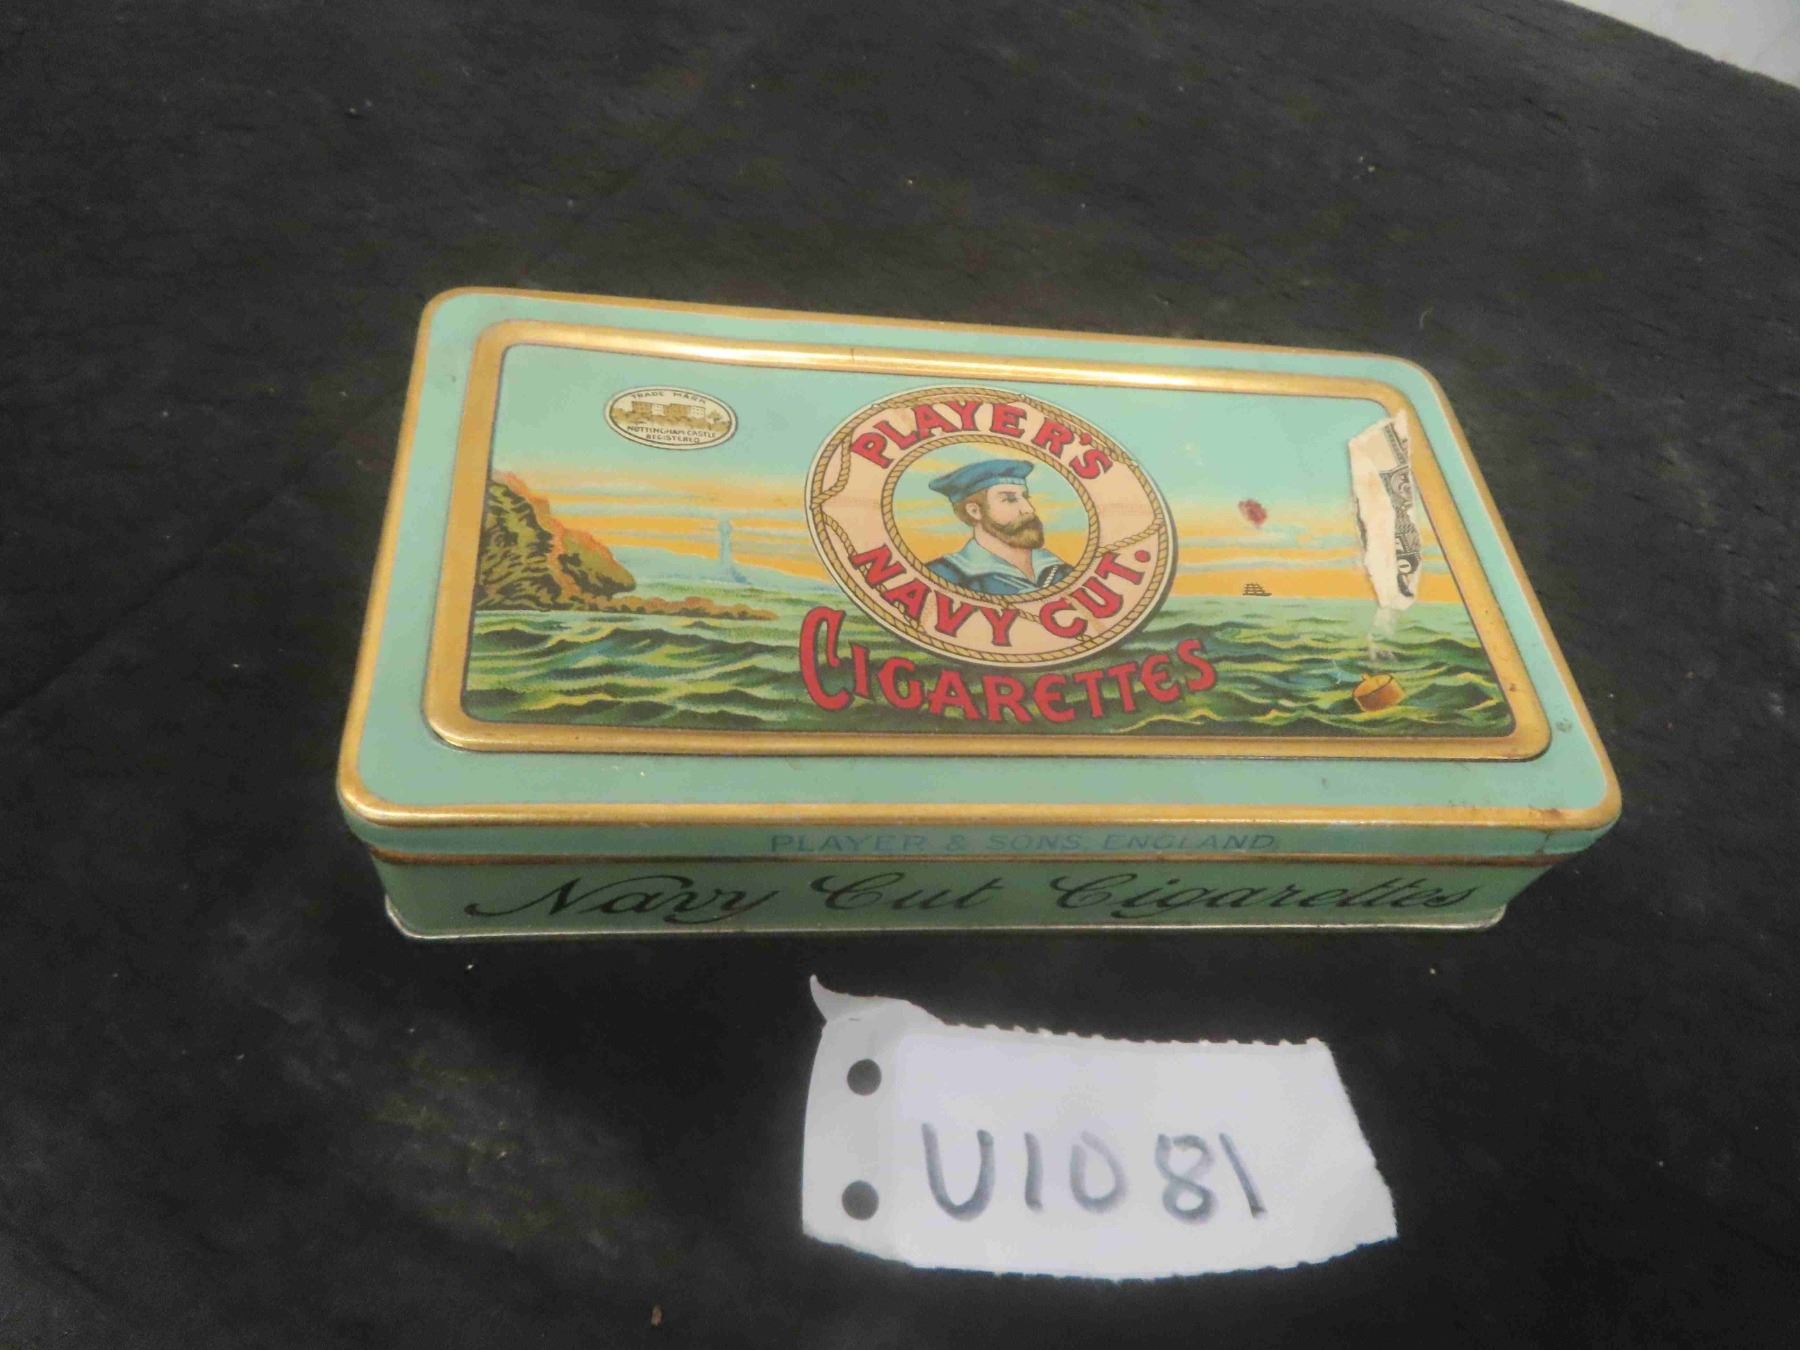 TRADE MARK
NOTTINGHAM CASTLE
REGISTERED
PLAYER'S
NAVY CUT.
CIGARETTES
PLAYER & SONS. ENGLAND
Navy Cut Cigarettes
U1081